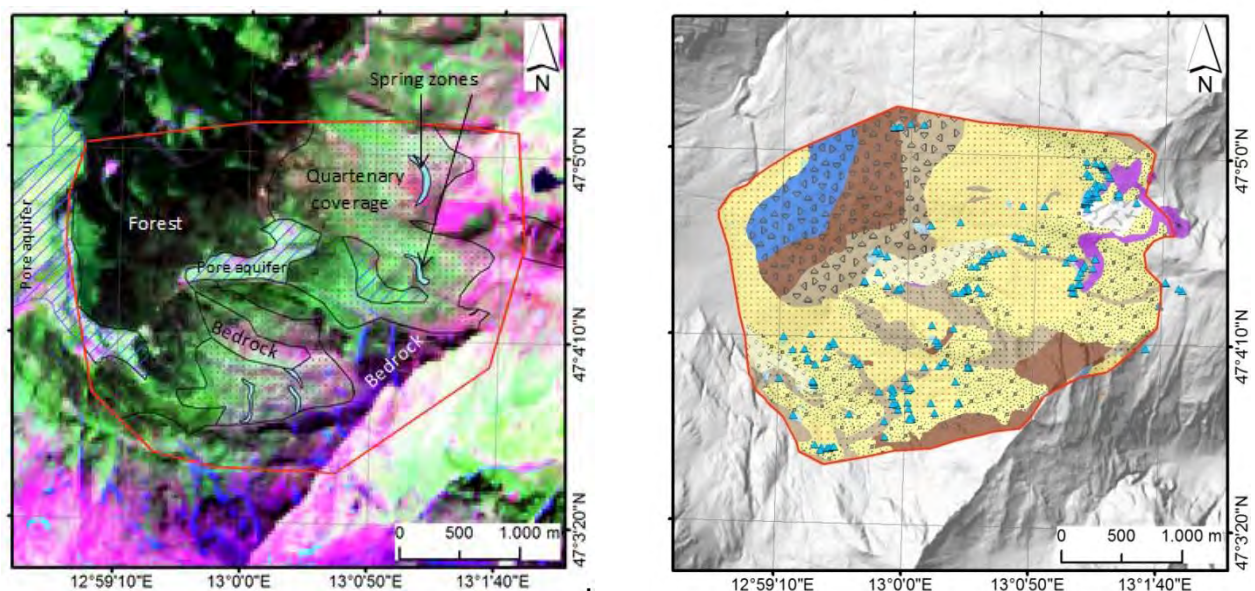 N
Spring zones
Quartenary
coverage
Forest
Pore aquifer
Pore aquifer
Bedrock
Bedrock
0 500 1.000 m
47°5'0"N
47°4'10"N
47°3'20"N
12°59'10"E 13°0'0"E 13°0'50"E 13°1'40"E
N
0 500 1.000 m
47°5'0"N
47°4'10"N
47°3'20"N
12°59'10"E 13°0'0"E 13°0'50"E 13°1'40"E